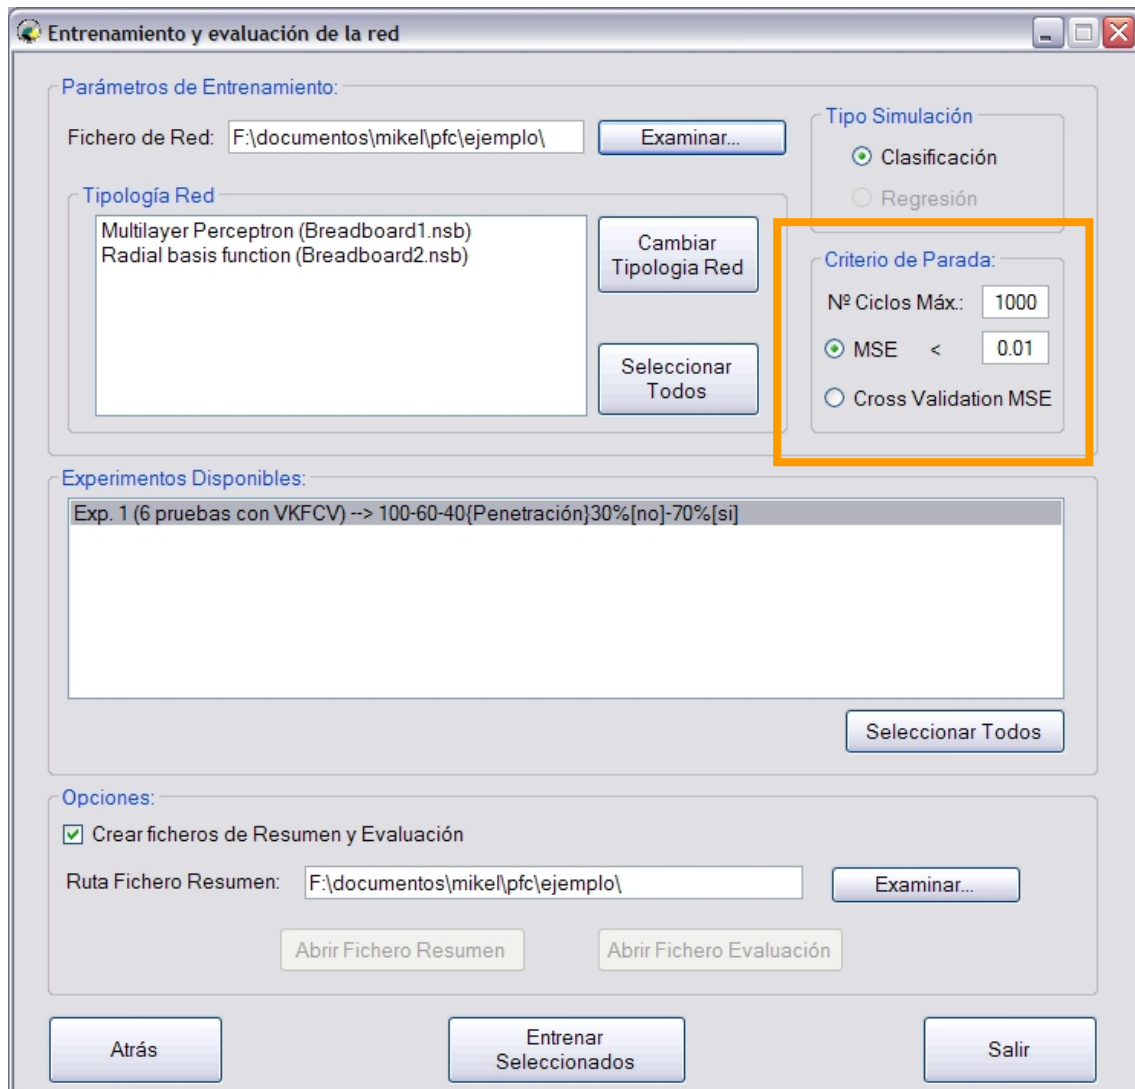 Entrenamiento y evaluación de la red
Parámetros de Entrenamiento:
Fichero de Red: F:\documentos\mikel\pfc\ejemplo\ Examinar...
Tipo Simulación
Clasificación
Regresión
Tipología Red
Multilayer Perceptron (Breadboard1.nsb)
Radial basis function (Breadboard2.nsb)
Cambiar
Tipologia Red
Seleccionar
Todos
Criterio de Parada:
Nº Ciclos Máx.: 1000
MSE < 0.01
Cross Validation MSE
Experimentos Disponibles:
Exp. 1 (6 pruebas con VKFCV) --> 100-60-40{Penetración}30%[no]-70%[si]
Seleccionar Todos
Opciones:
Crear ficheros de Resumen y Evaluación
Ruta Fichero Resumen: F:\documentos\mikel\pfc\ejemplo\ Examinar...
Abrir Fichero Resumen Abrir Fichero Evaluación
Atrás
Entrenar
Seleccionados
Salir